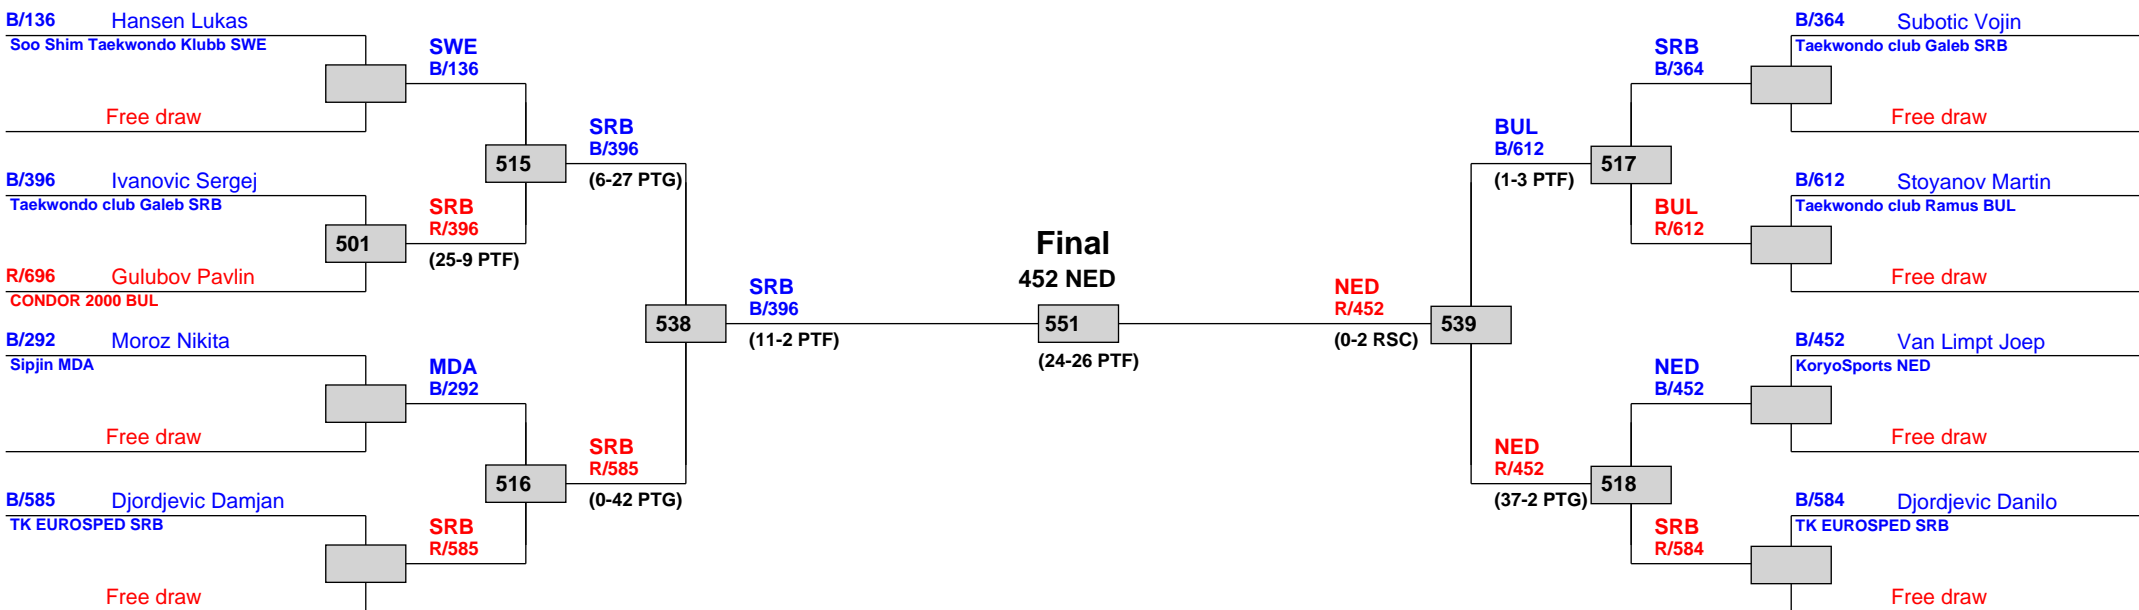 B/136 Hansen Lukas
Soo Shim Taekwondo Klubb SWE
Free draw
SWE
B/136
B/396 Ivanovic Sergej
Taekwondo club Galeb SRB
R/696 Gulubov Pavlin
CONDOR 2000 BUL
501
SRB
R/396
(25-9 PTF)
515
SRB
B/396
(6-27 PTG)
B/292 Moroz Nikita
Sipjin MDA
Free draw
MDA
B/292
B/585 Djordjevic Damjan
TK EUROSPED SRB
Free draw
SRB
R/585
516
SRB
R/585
(0-42 PTG)
538
SRB
B/396
(11-2 PTF)
Final
452 NED
551
(24-26 PTF)
NED
R/452
(0-2 RSC)
539
BUL
B/612
(1-3 PTF)
517
SRB
B/364
BUL
R/612
B/364 Subotic Vojin
Taekwondo club Galeb SRB
Free draw
B/612 Stoyanov Martin
Taekwondo club Ramus BUL
Free draw
NED
R/452
(37-2 PTG)
518
NED
B/452
SRB
R/584
B/452 Van Limpt Joep
KoryoSports NED
Free draw
B/584 Djordjevic Danilo
TK EUROSPED SRB
Free draw